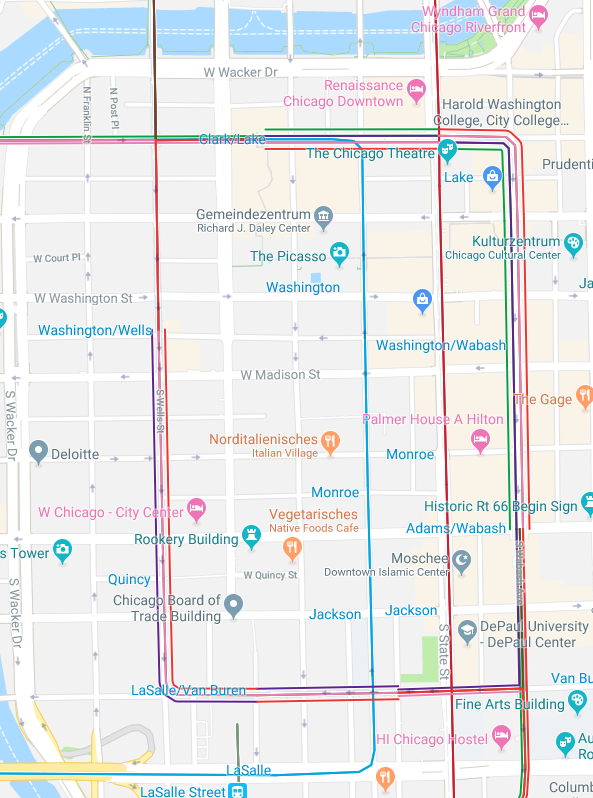 Wyndham Grand
Chicago Riverfront
W Wacker Dr
N Franklin St
N Post Pl
Renaissance
Chicago Downtown
Harold Washington
College, City College...
Clark/Lake
The Chicago Theatre
Prudenti
Lake
Gemeindezentrum
Richard J. Daley Center
Kulturzentrum
Chicago Cultural Center
W Court Pl
The Picasso
Washington
Ja
W Washington St
Washington/Wells
Washington/Wabash
W Madison St
S Wacker Dr
S Wells St
The Gage
Palmer House A Hilton
Norditalienisches
Italian Village
Deloitte
Monroe
Monroe
Historic Rt 66 Begin Sign
W Chicago - City Center
Vegetarisches
Native Foods Cafe
Adams/Wabash
Rookery Building
s Tower
Moschee
Downtown Islamic Center
Quincy
W Quincy St
S Wacker Dr
Chicago Board of
Trade Building
Jackson
Jackson
S State St
DePaul University
- DePaul Center
LaSalle/Van Buren
Van Bu
Fine Arts Building
HI Chicago Hostel
Au
Ro
LaSalle
LaSalle Street
Columb